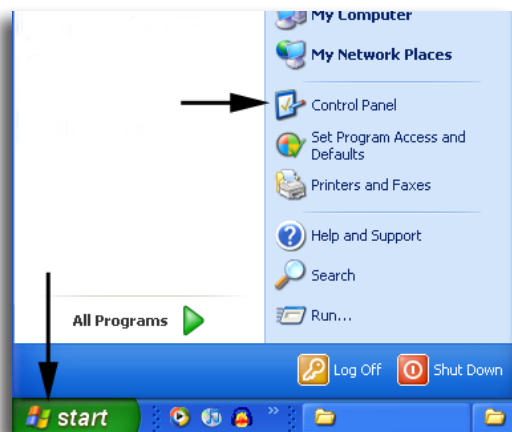 My Computer
My Network Places
Control Panel
Set Program Access and
Defaults
Printers and Faxes
Help and Support
Search
All Programs
Run...
Log Off
Shut Down
start